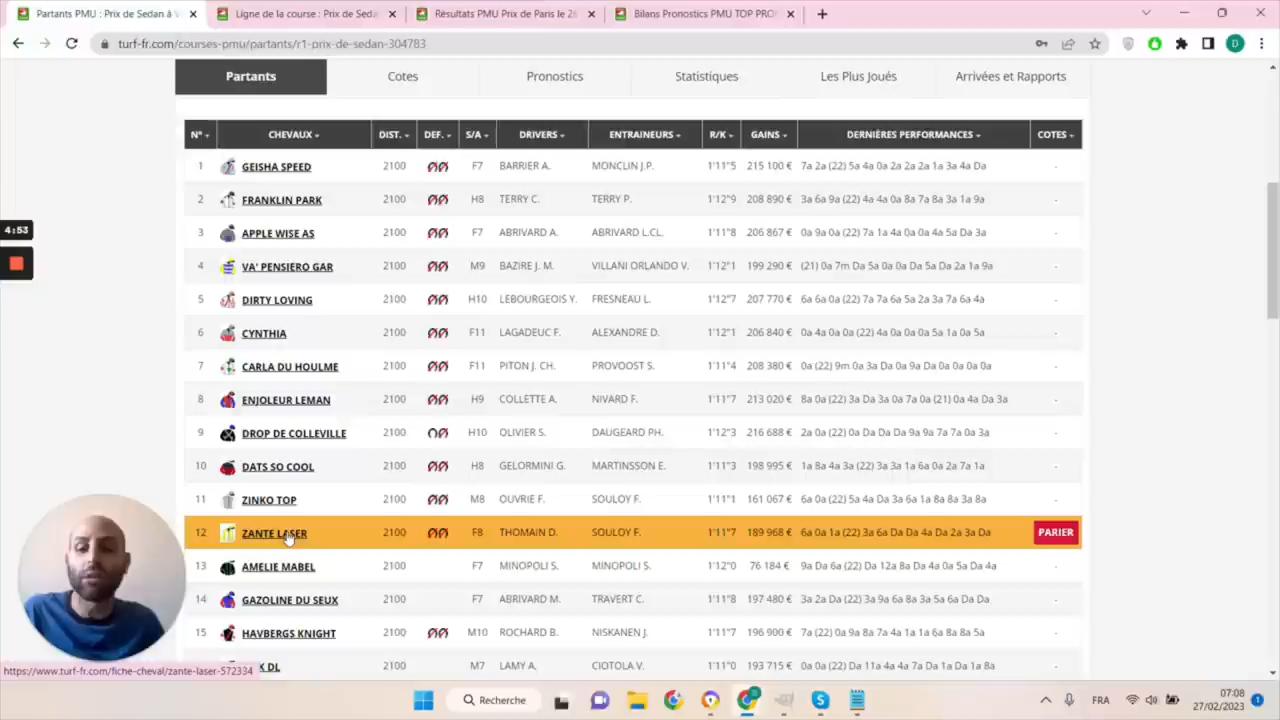 Partants PMU : Prix de Sedan à V
Ligne de la course : Prix de Seda
Résultats PMU Prix de Paris le 26
Bilans Pronostics PMU TOP PRO
turf-fr.com/courses-pmu/partants/r1-prix-de-sedan-304783
D
Partants Cotes Pronostics Statistiques Les Plus Joués Arrivées et Rapports
N° CHEVAUX DIST. DEF. S/A DRIVERS ENTRAINEURS R/K GAINS DERNIÈRES PERFORMANCES COTES
1 GEISHA SPEED 2100 F7 BARRIER A. MONCLIN J.P. 1'11"5 215 100 € 7a 2a (22) 5a 4a 0a 2a 2a 2a 1a 3a 4a Da -
2 FRANKLIN PARK 2100 H8 TERRY C. TERRY P. 1'12"9 208 890 € 3a 6a 9a (22) 4a 4a 0a 8a 7a 8a 3a 1a 9a -
3 APPLE WISE AS 2100 F7 ABRIVARD A. ABRIVARD L.CL. 1'11"8 206 867 € 0a 9a 0a (22) 7a 1a 4a 0a 0a 4a 5a Da 3a -
4:53
4 VA' PENSIERO GAR 2100 M9 BAZIRE J. M. VILLANI ORLANDO V. 1'12"1 199 290 € (21) 0a 7m Da 5a 0a 0a Da 5a Da 2a 1a 9a -
5 DIRTY LOVING 2100 H10 LEBOURGEOIS Y. FRESNEAU L. 1'12"7 207 770 € 6a 6a 0a (22) 7a 7a 6a 5a 2a 3a 7a 6a 4a -
6 CYNTHIA 2100 F11 LAGADEUC F. ALEXANDRE D. 1'12"1 206 840 € 0a 4a 0a 0a (22) 4a 0a 0a 0a 5a 1a 0a 5a -
7 CARLA DU HOULME 2100 F11 PITON J. CH. PROVOOST S. 1'11"4 208 380 € 0a (22) 9m 0a 3a Da 0a 9a Da 0a 0a 0a 0a -
8 ENJOLEUR LEMAN 2100 H9 COLLETTE A. NIVARD F. 1'11"7 213 020 € 8a 0a (22) 3a Da 3a 0a 7a 0a (21) 0a 4a Da 3a -
9 DROP DE COLLEVILLE 2100 H10 OLIVIER S. DAUGEARD PH. 1'11"3 216 688 € 2a 0a (22) 0a Da Da Da 9a 9a 7a 7a 0a 3a -
10 DATS SO COOL 2100 H8 GELORMINI G. MARTINSSON E. 1'11"3 198 995 € 1a 8a 4a 3a (22) 3a 3a 1a 6a 0a 2a 7a 1a -
11 ZINKO TOP 2100 M8 OUVRIE F. SOULOY F. 1'11"1 161 067 € 6a 0a (22) 5a 4a Da 3a 6a 1a 8a 8a 3a 8a -
12 ZANTE LASER 2100 F8 THOMAIN D. SOULOY F. 1'11"7 189 968 € 6a 0a 1a (22) 3a 6a Da Da 4a Da 2a 3a Da PARIER
13 AMELIE MABEL 2100 F7 MINOPOLI S. MINOPOLI S. 1'12"0 76 184 € 9a Da 6a (22) Da 12a 8a Da 4a 0a 5a Da 4a -
14 GAZOLINE DU SEUX 2100 F7 ABRIVARD M. TRAVERT C. 1'11"8 197 480 € 3a 2a Da (22) 3a 9a 6a 8a 3a 5a 6a Da Da -
15 HAVBERGS KNIGHT 2100 M10 ROCHARD B. NISKANEN J. 1'11"7 196 900 € 7a (22) 0a 9a 8a 7a 4a 1a 1a 6a 8a 8a 5a -
K DL 2100 M7 LAMY A. CIOTOLA V. 1'11"0 193 715 € 0a 0a (22) Da 11a 4a 4a 7a Da 1a Da 1a 8a -
https://www.turf-fr.com/fiche-cheval/zante-laser-572334
Recherche
FRA
07:08
27/02/2023